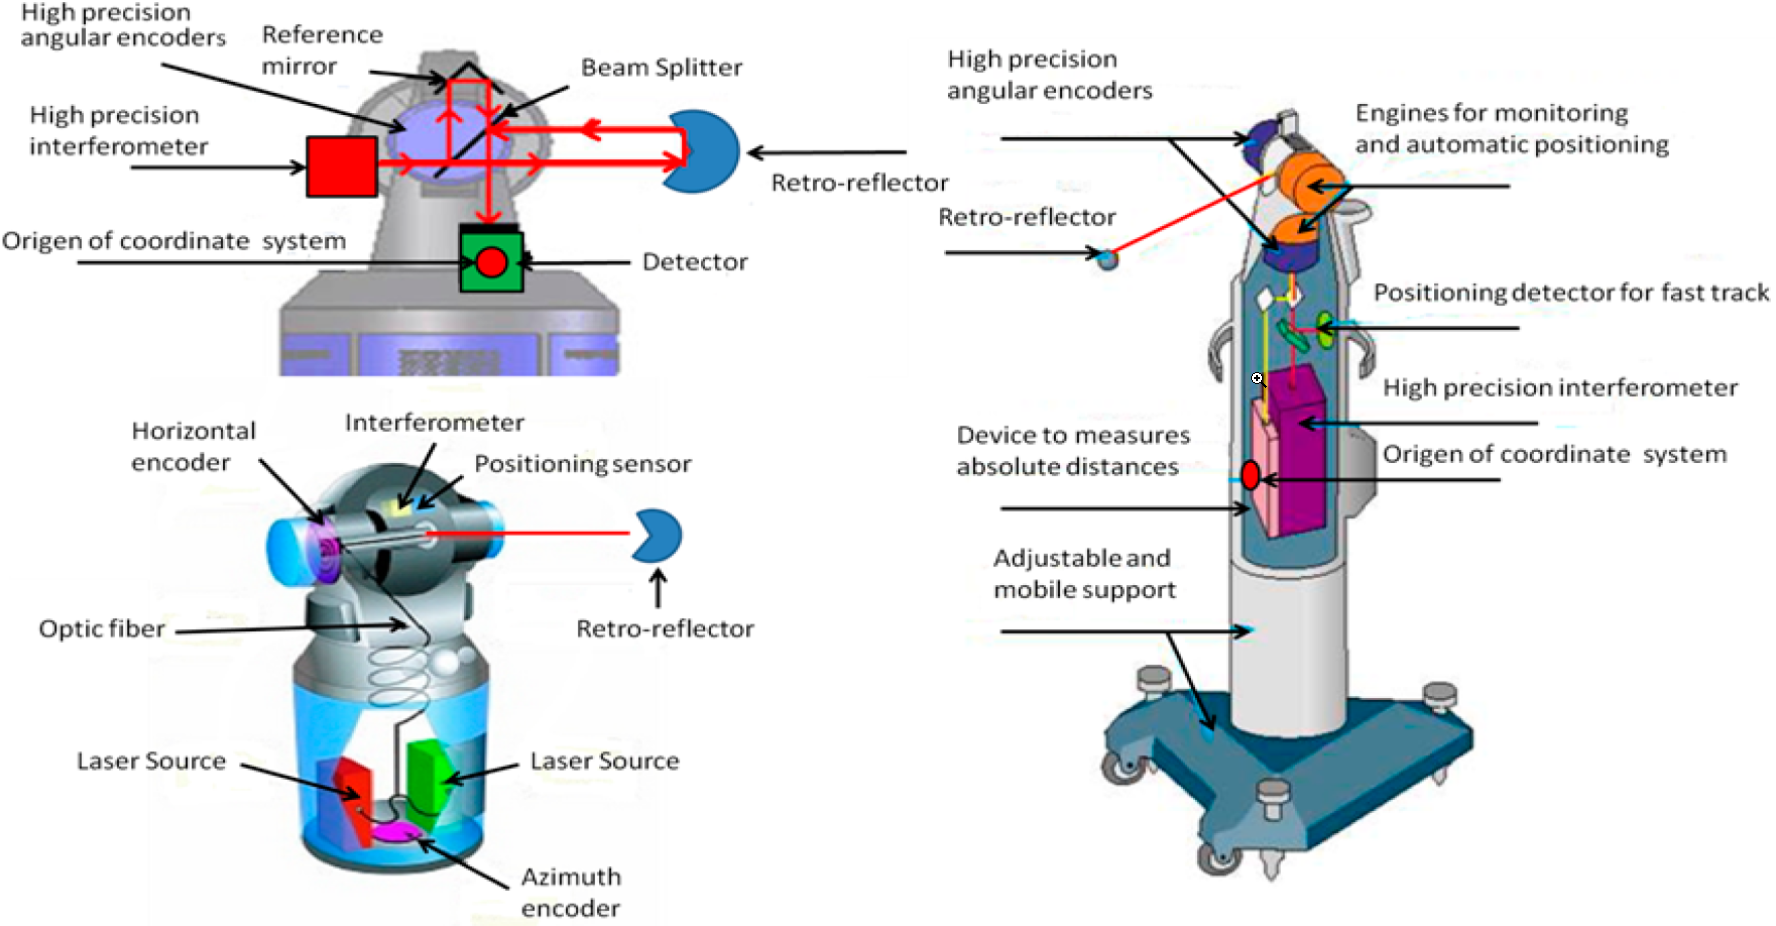 High precision
angular encoders
Reference
mirror
Beam Splitter
High precision
interferometer
Retro-reflector
Origen of coordinate system
Detector
Horizontal
encoder
Interferometer
Positioning sensor
Optic fiber
Retro-reflector
Laser Source
Laser Source
Azimuth
encoder
High precision
angular encoders
Engines for monitoring
and automatic positioning
Retro-reflector
Positioning detector for fast track
High precision interferometer
Device to measures
absolute distances
Origen of coordinate system
Adjustable and
mobile support